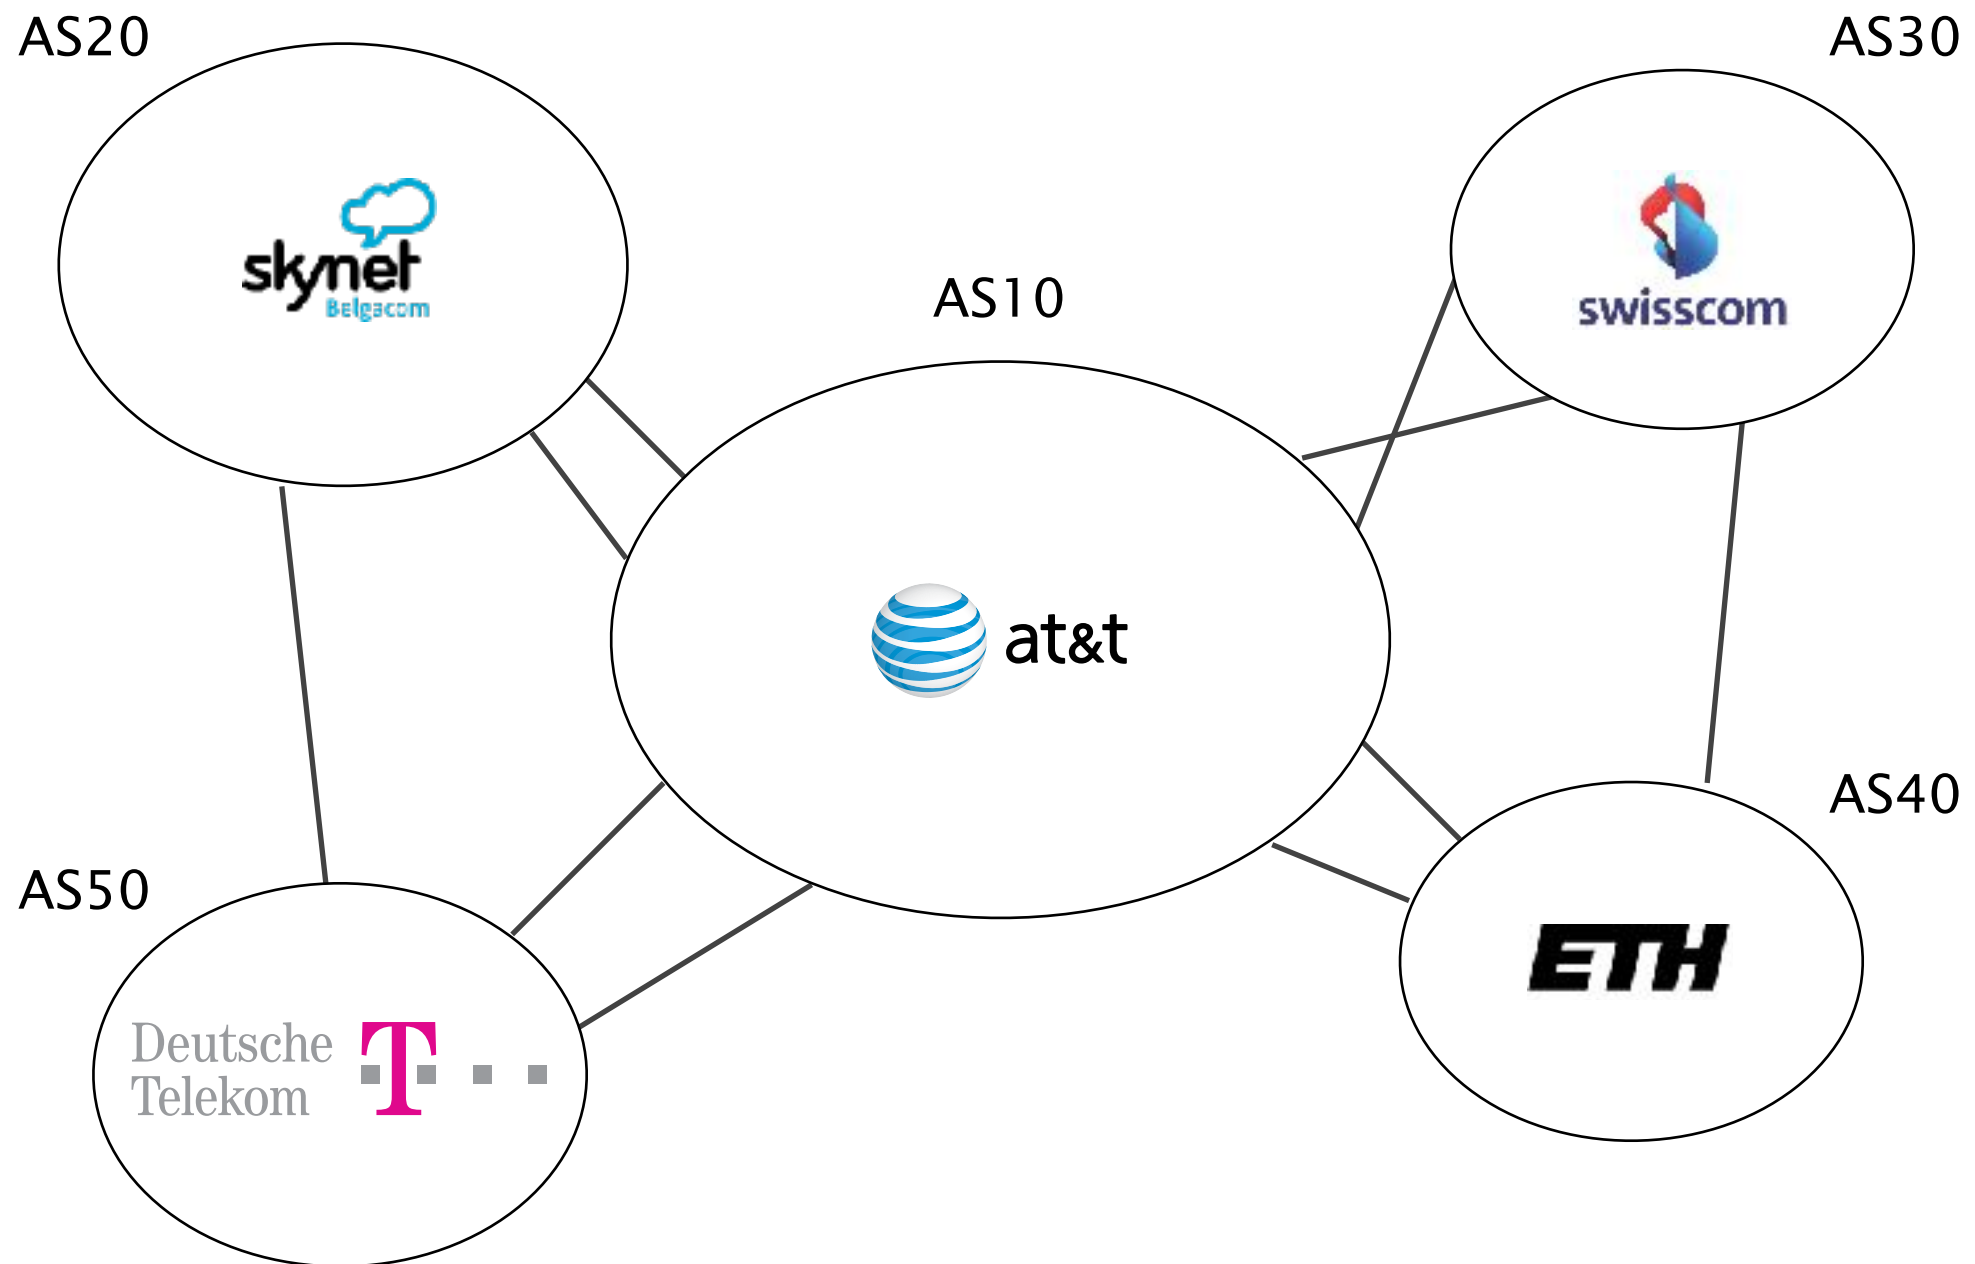 AS20
AS30
skynet
Belgacom
swisscom
AS10
at&t
AS40
ETH
AS50
Deutsche
Telekom
T